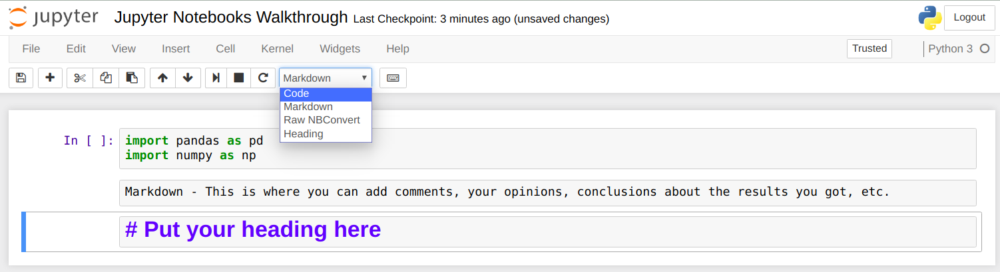 jupyter Jupyter Notebooks Walkthrough Last Checkpoint: 3 minutes ago (unsaved changes) Logout
File Edit View Insert Cell Kernel Widgets Help Trusted Python 3
Markdown
Code
Markdown
Raw NBConvert
Heading
In [ ]: import pandas as pd
import numpy as np
Markdown - This is where you can add comments, your opinions, conclusions about the results you got, etc.
# Put your heading here